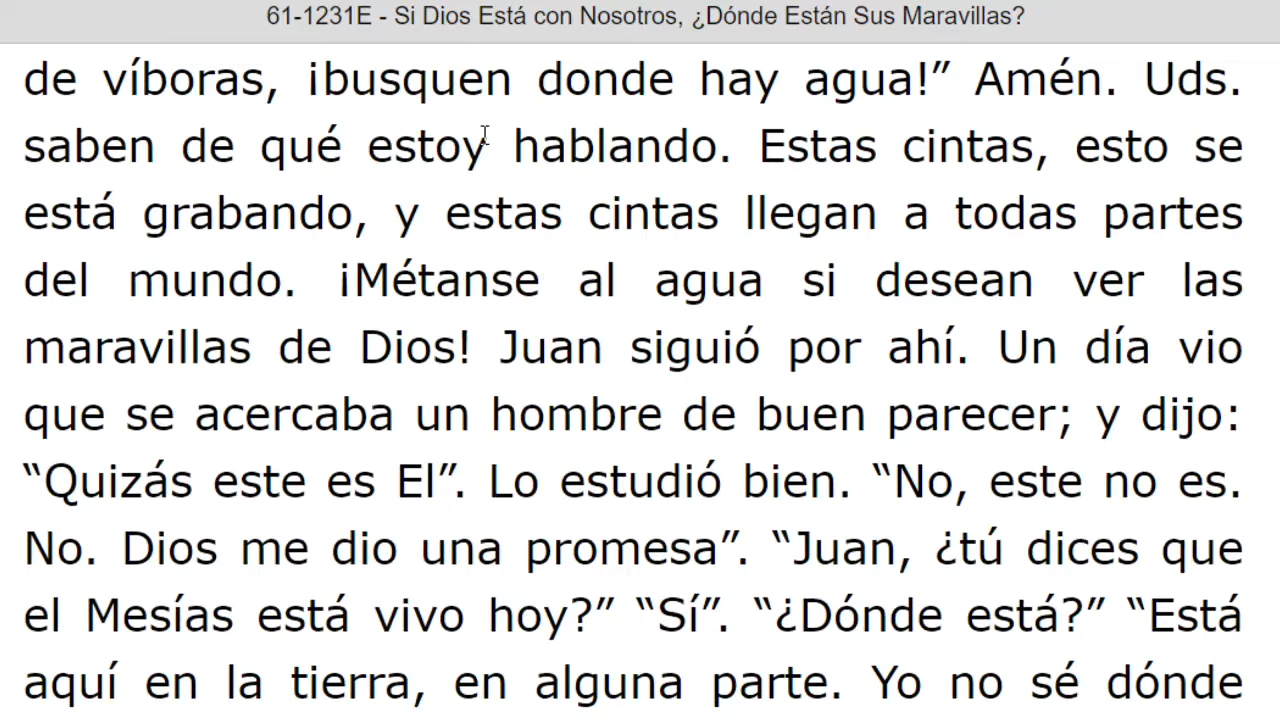 61-1231E - Si Dios Está con Nosotros, ¿Dónde Están Sus Maravillas?
de víboras, ¡busquen donde hay agua!” Amén. Uds.
saben de qué estoy hablando. Estas cintas, esto se
está grabando, y estas cintas llegan a todas partes
del mundo. ¡Métanse al agua si desean ver las
maravillas de Dios! Juan siguió por ahí. Un día vio
que se acercaba un hombre de buen parecer; y dijo:
“Quizás este es El”. Lo estudió bien. “No, este no es.
No. Dios me dio una promesa”. “Juan, ¿tú dices que
el Mesías está vivo hoy?” “Sí”. “¿Dónde está?” “Está
aquí en la tierra, en alguna parte. Yo no sé dónde